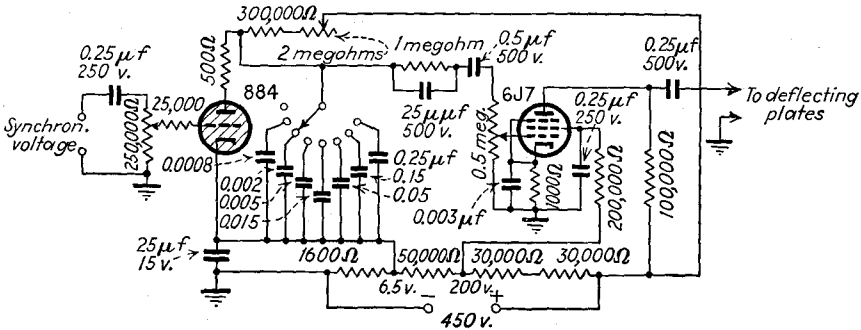 300,000Ω
2 megohms
1 megohm
0.5μf
500 v.
0.25μf
500v.
0.25μf
250 v.
500Ω
884
25μμf
500 v.
6J7
0.25μf
250 v.
To deflecting
plates
Synchron.
voltage
250,000Ω
25,000
0.5 meg.
0.0008
0.002
0.005
0.015
0.25μf
0.15
0.05
0.003μf
1000Ω
200,000Ω
100,000Ω
25μf
15 v.
1600Ω
50,000Ω
30,000Ω
30,000Ω
6.5v.
200v.
− +
450 v.